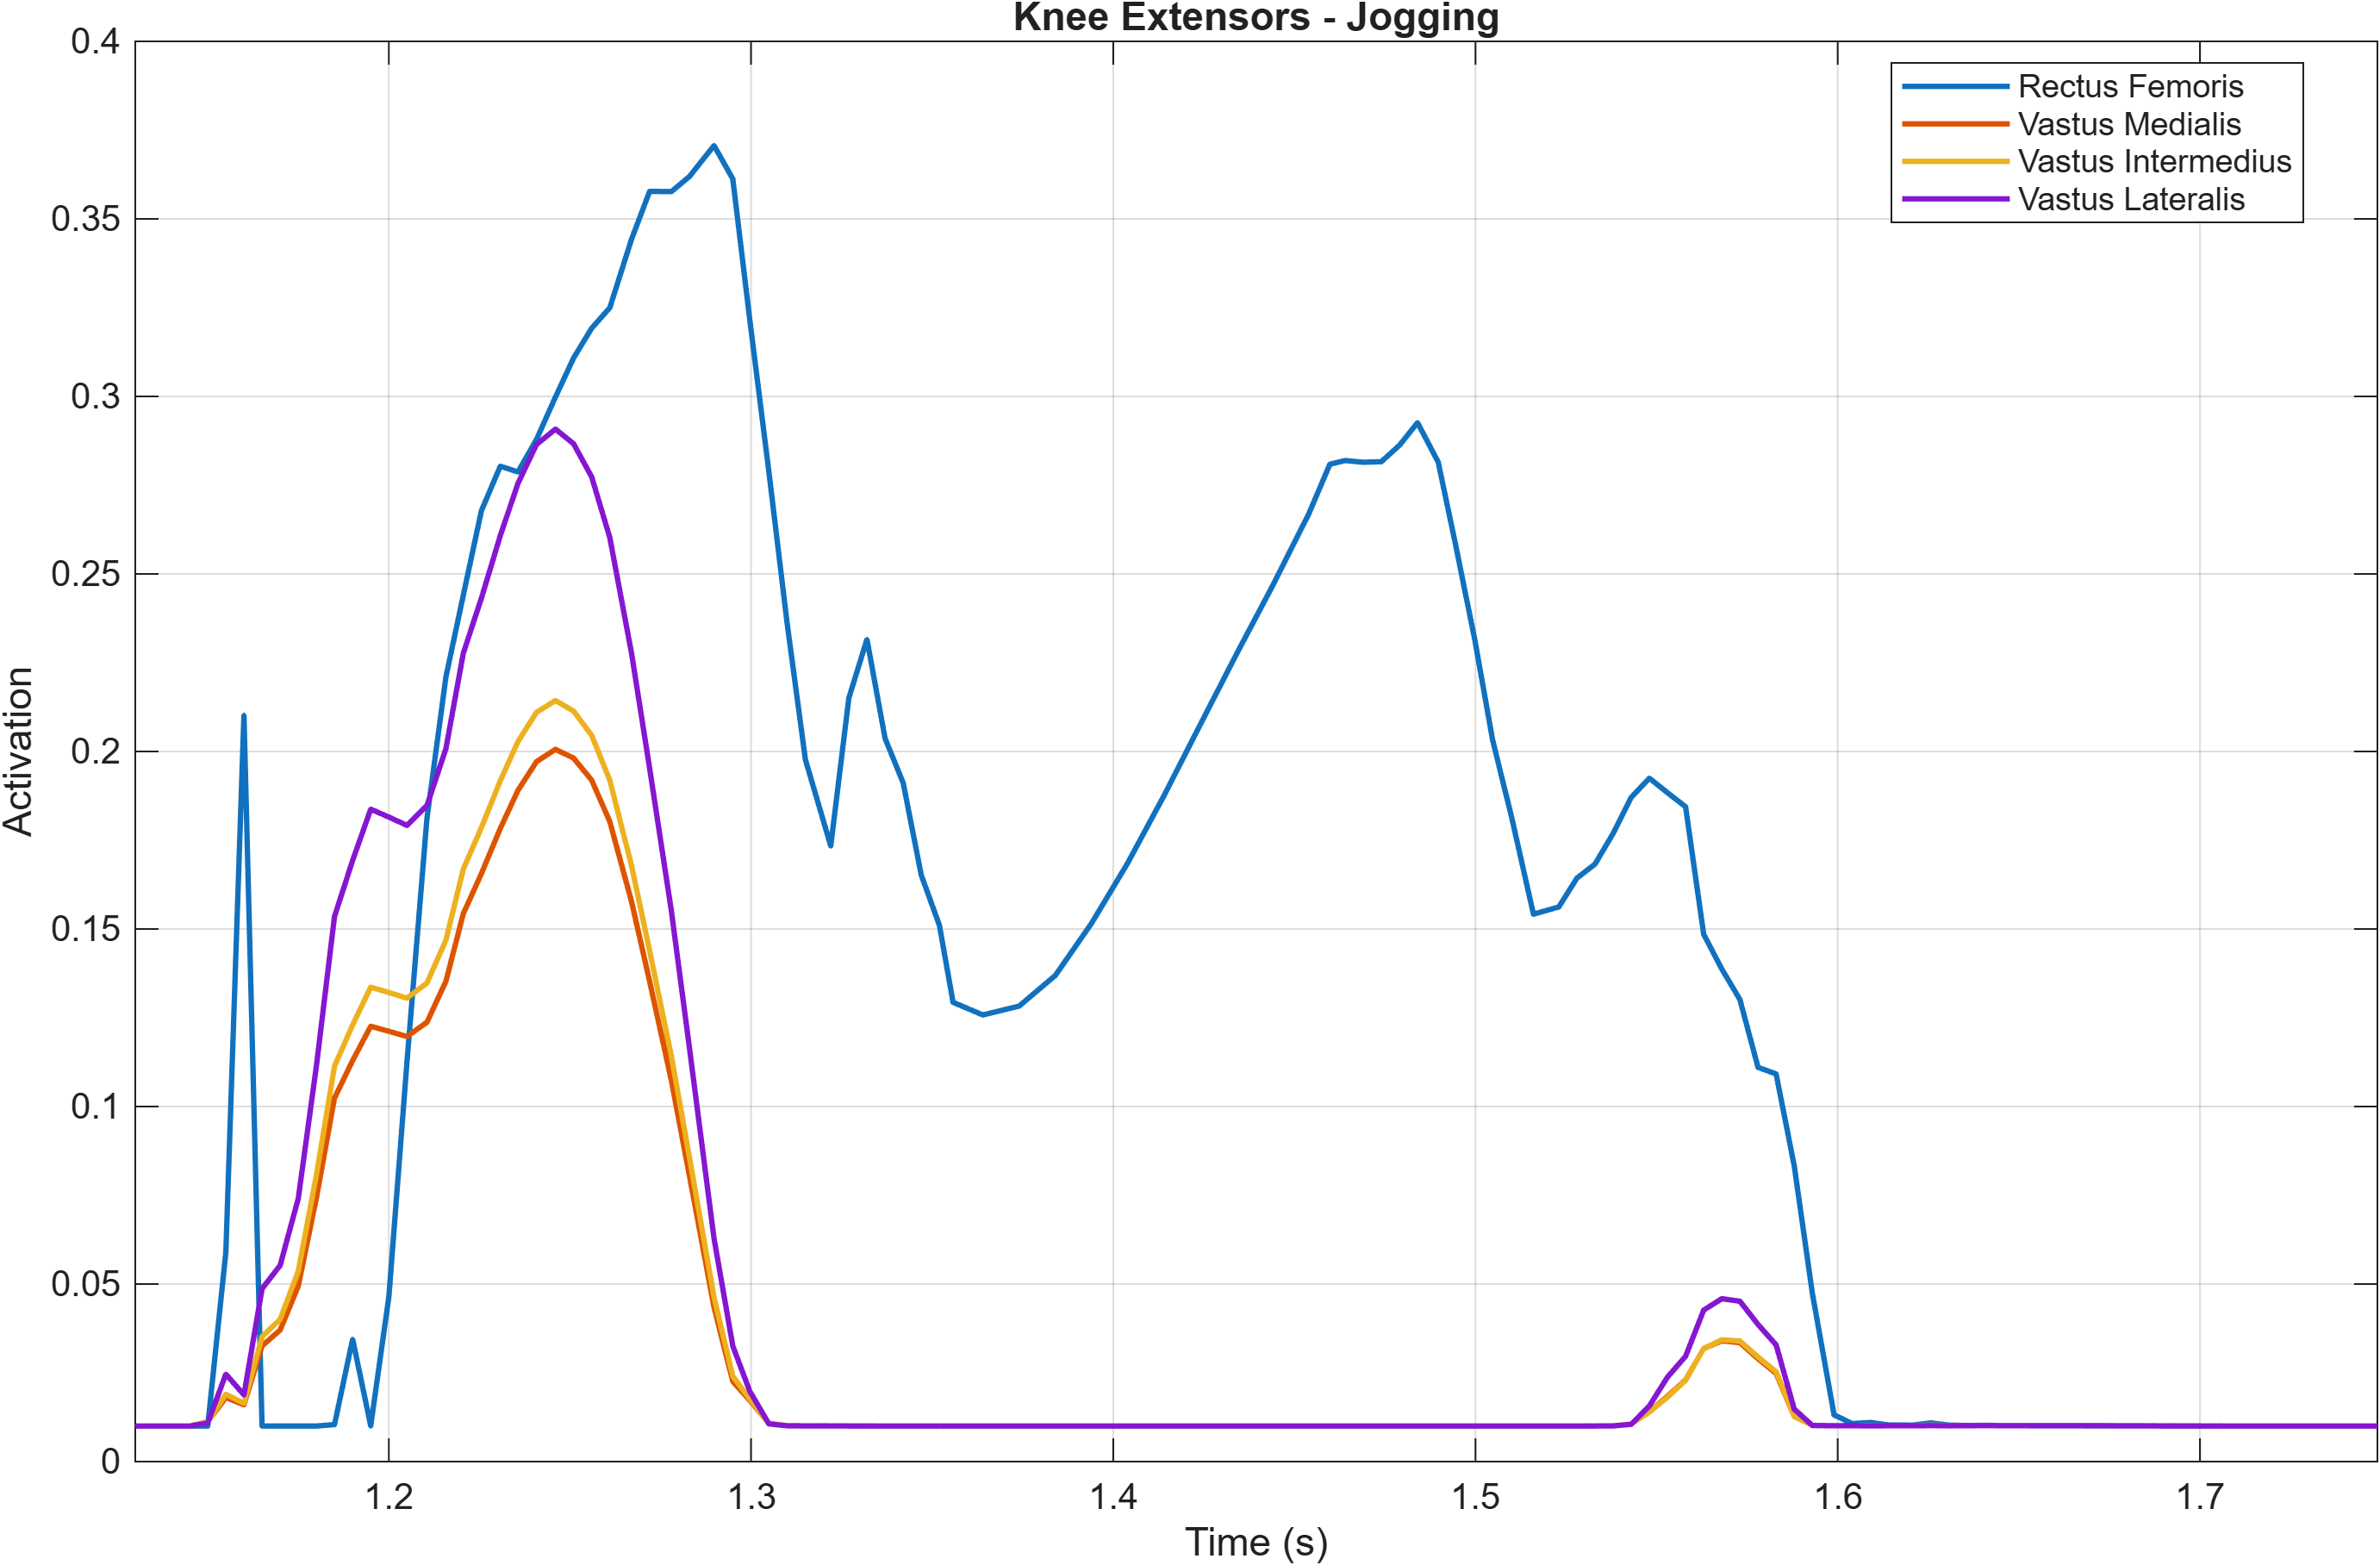 Knee Extensors - Jogging
0.4
0.35
0.3
0.25
0.2
0.15
0.1
0.05
0
Activation
Rectus Femoris
Vastus Medialis
Vastus Intermedius
Vastus Lateralis
1.2 1.3 1.4 1.5 1.6 1.7
Time (s)